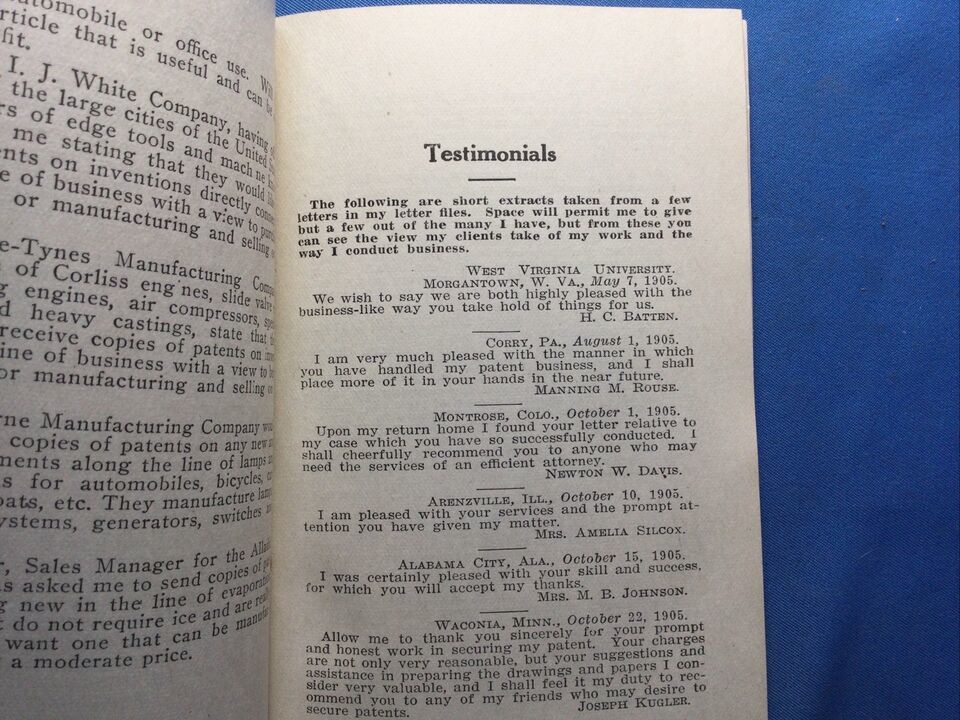 automobile or office use.
article that is useful and can be
fit.
I. J. White Company, having
the large cities of the United
of edge tools and machine
me stating that they would
on inventions directly
of business with a view to
or manufacturing and selling
Manufacturing
of Corliss engines, slide valve
engines, air compressors,
heavy castings, state that
receive copies of patents on
line of business with a view to
or manufacturing and selling
Manufacturing Company
copies of patents on any new
along the line of lamps
for automobiles, bicycles,
etc. They manufacture
systems, generators, switches
Sales Manager for the
asked me to send copies of
new in the line of
do not require ice and are
want one that can be
a moderate price.
Testimonials
The following are short extracts taken from a few
letters in my letter files. Space will permit me to give
but a few out of the many I have, but from these you
can see the view my clients take of my work and the
way I conduct business.
West Virginia University.
Morgantown, W. Va., May 7, 1905.
We wish to say we are both highly pleased with the
business-like way you take hold of things for us.
H. C. Batten.
Corry, Pa., August 1, 1905.
I am very much pleased with the manner in which
you have handled my patent business, and I shall
place more of it in your hands in the near future.
Manning M. Rouse.
Montrose, Colo., October 1, 1905.
Upon my return home I found your letter relative to
my case which you have so successfully conducted. I
shall cheerfully recommend you to anyone who may
need the services of an efficient attorney.
Newton W. Davis.
Arenzville, Ill., October 10, 1905.
I am pleased with your services and the prompt at-
tention you have given my matter.
Mrs. Amelia Silcox.
Alabama City, Ala., October 15, 1905.
I was certainly pleased with your skill and success,
for which you will accept my thanks.
Mrs. M. B. Johnson.
Waconia, Minn., October 22, 1905.
Allow me to thank you sincerely for your prompt
and honest work in securing my patent. Your charges
are not only very reasonable, but your suggestions and
assistance in preparing the drawings and papers I con-
sider very valuable, and I shall feel it my duty to rec-
ommend you to any of my friends who may desire to
secure patents.
Joseph Kugler.